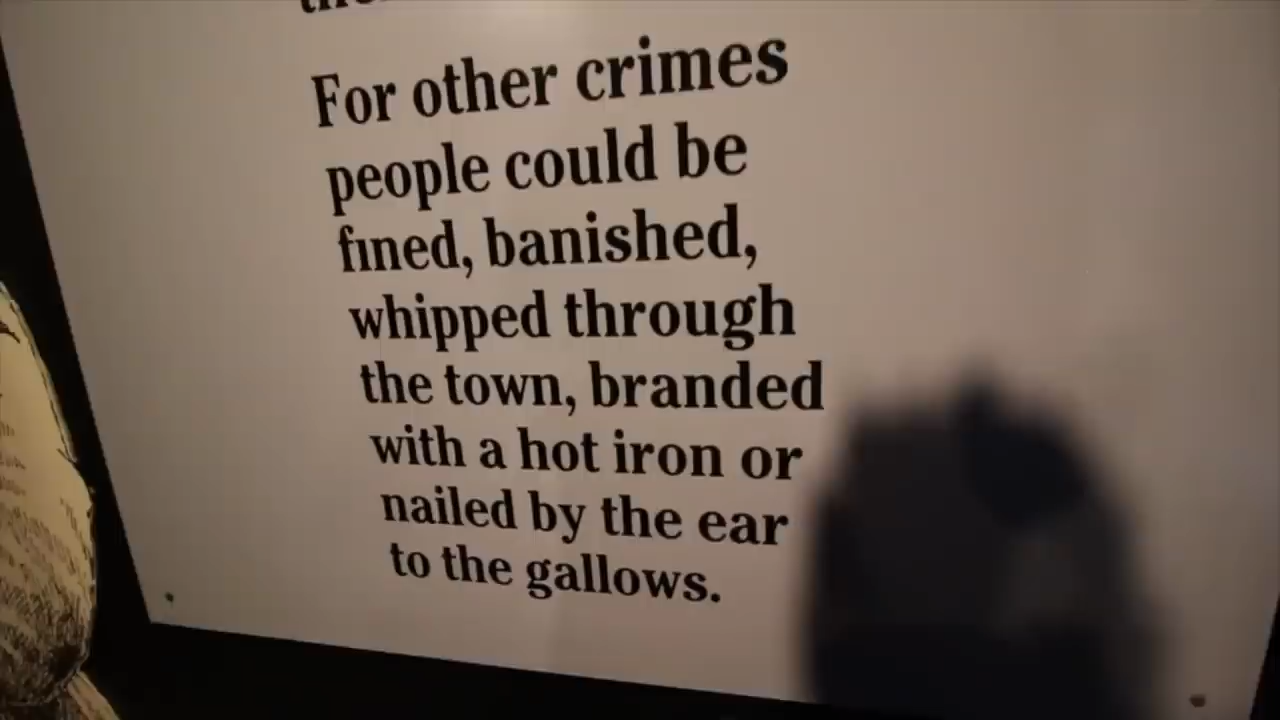 For other crimes
people could be
fined, banished,
whipped through
the town, branded
with a hot iron or
nailed by the ear
to the gallows.